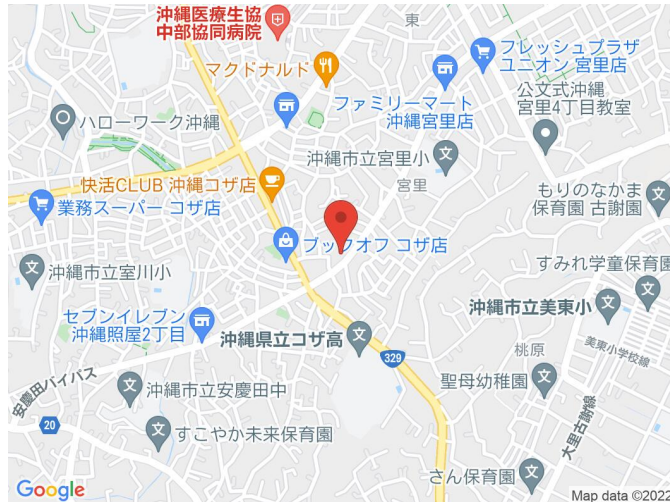 沖縄医療生協
中部協同病院
東
マクドナルド
フレッシュプラザ
ユニオン 宮里店
ファミリーマート
沖縄宮里店
公文式沖縄
宮里4丁目教室
ハローワーク沖縄
沖縄市立宮里小
宮里
快活CLUB 沖縄コザ店
業務スーパー コザ店
もりのなかま
保育園 古謝園
ブックオフ コザ店
沖縄市立室川小
すみれ学童保育園
セブンイレブン
沖縄照屋2丁目
沖縄市立美東小
沖縄県立コザ高
329
桃原
美東小学校線
聖母幼稚園
安慶田バイパス
沖縄市立安慶田中
20
すこやか未来保育園
大里古謝線
さん保育園
Google
Map data ©2022